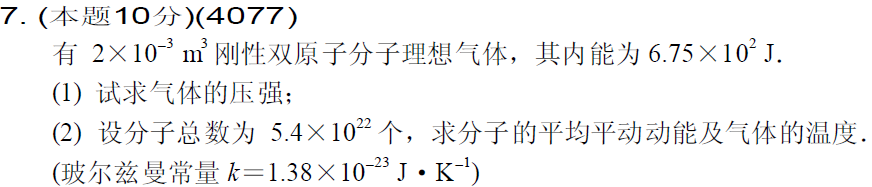 7. (本题10分)(4077)
有 2×10⁻³ m³ 刚性双原子分子理想气体，其内能为 6.75×10² J．
(1) 试求气体的压强；
(2) 设分子总数为 5.4×10²² 个，求分子的平均平动动能及气体的温度．
(玻尔兹曼常量 k＝1.38×10⁻²³ J·K⁻¹)